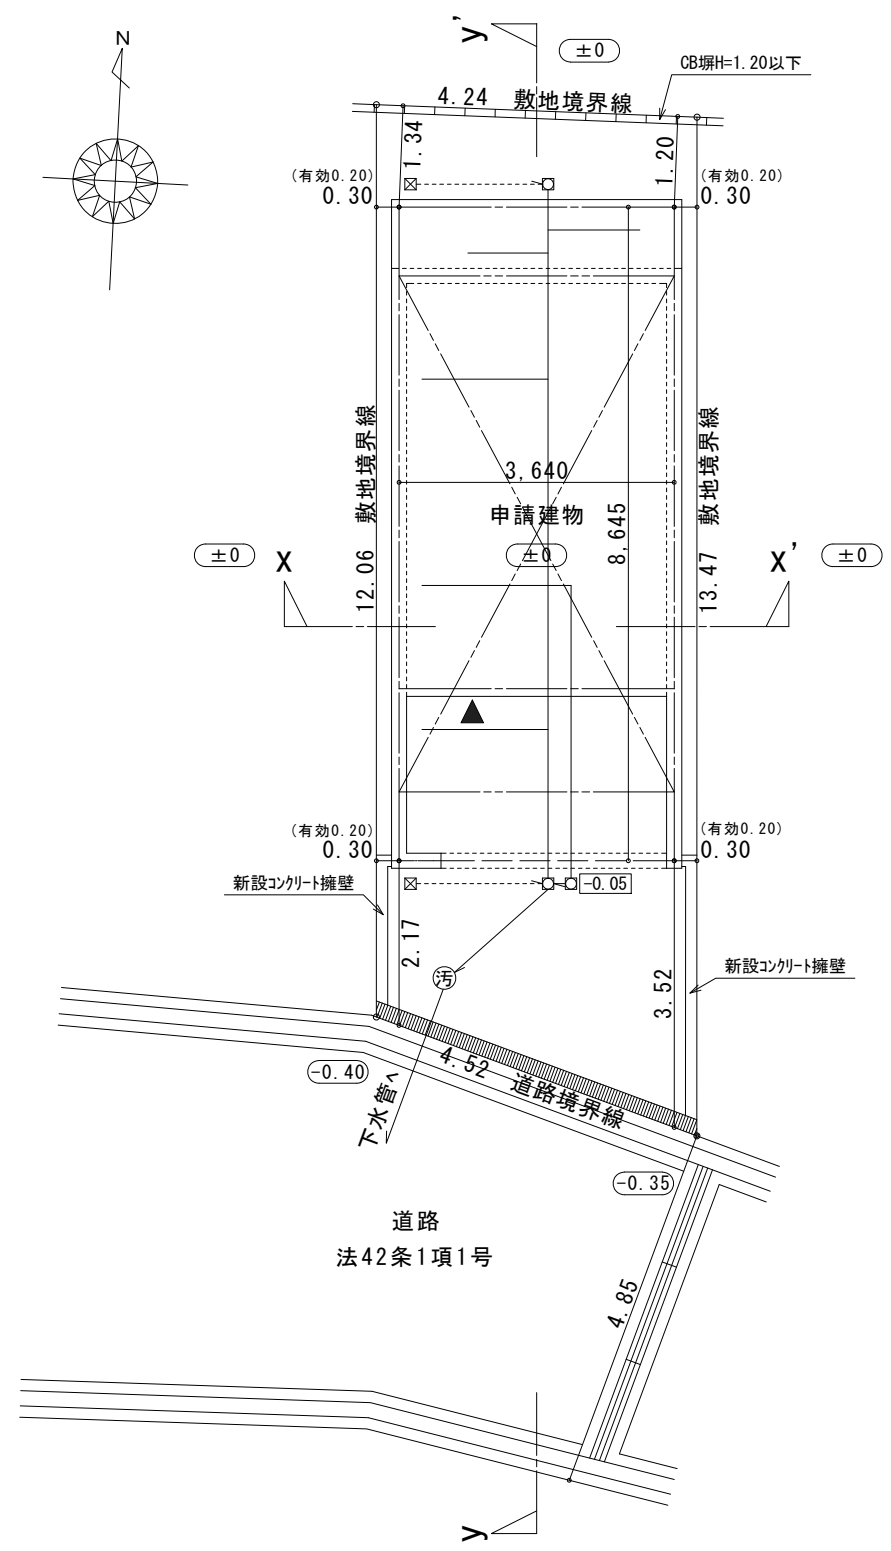 y'
±0
N
CB塀H=1.20以下
4.24 敷地境界線
1.34
1.20
(有効0.20)
0.30
(有効0.20)
0.30
12.06 敷地境界線
13.47 敷地境界線
3,640
申請建物
8,645
±0
x
±0
x'
±0
(有効0.20)
0.30
(有効0.20)
0.30
新設コンクリート擁壁
-0.05
2.17
汚
3.52
新設コンクリート擁壁
-0.40
4.52 道路境界線
下水管へ
-0.35
道路
法42条1項1号
4.85
y